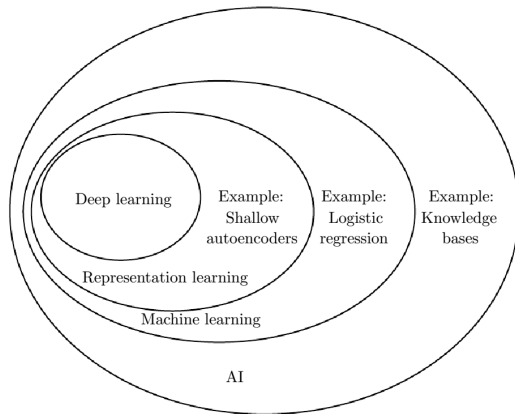 Deep learning
Example:
Shallow
autoencoders
Example:
Logistic
regression
Example:
Knowledge
bases
Representation learning
Machine learning
AI